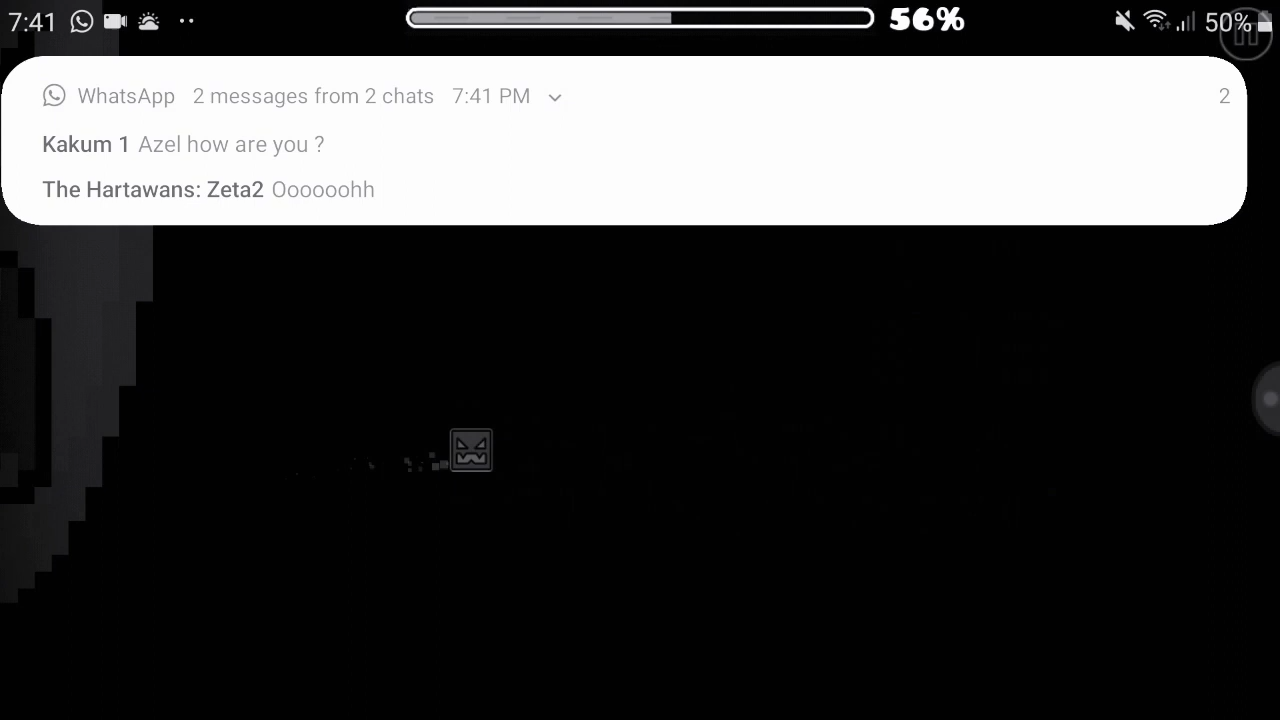 7:41 56% 50%
WhatsApp 2 messages from 2 chats 7:41 PM 2
Kakum 1 Azel how are you ?
The Hartawans: Zeta2 Oooooohh